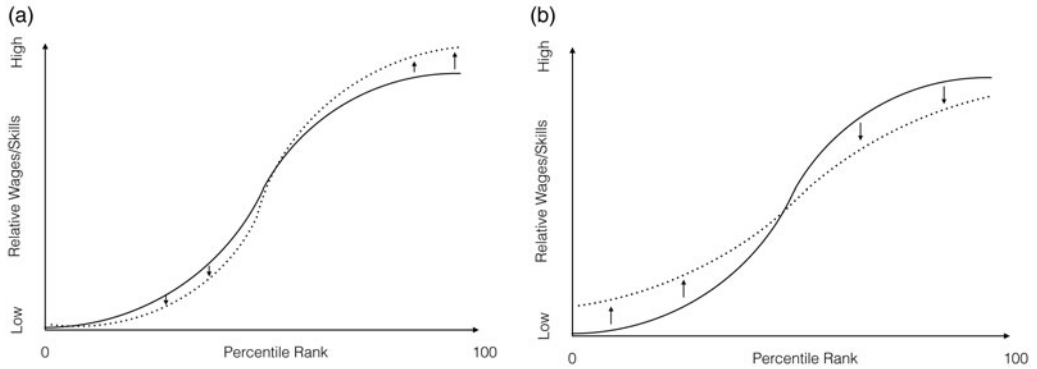 (a)
High
Relative Wages/Skills
Low
0
Percentile Rank
100
(b)
High
Relative Wages/Skills
Low
0
Percentile Rank
100